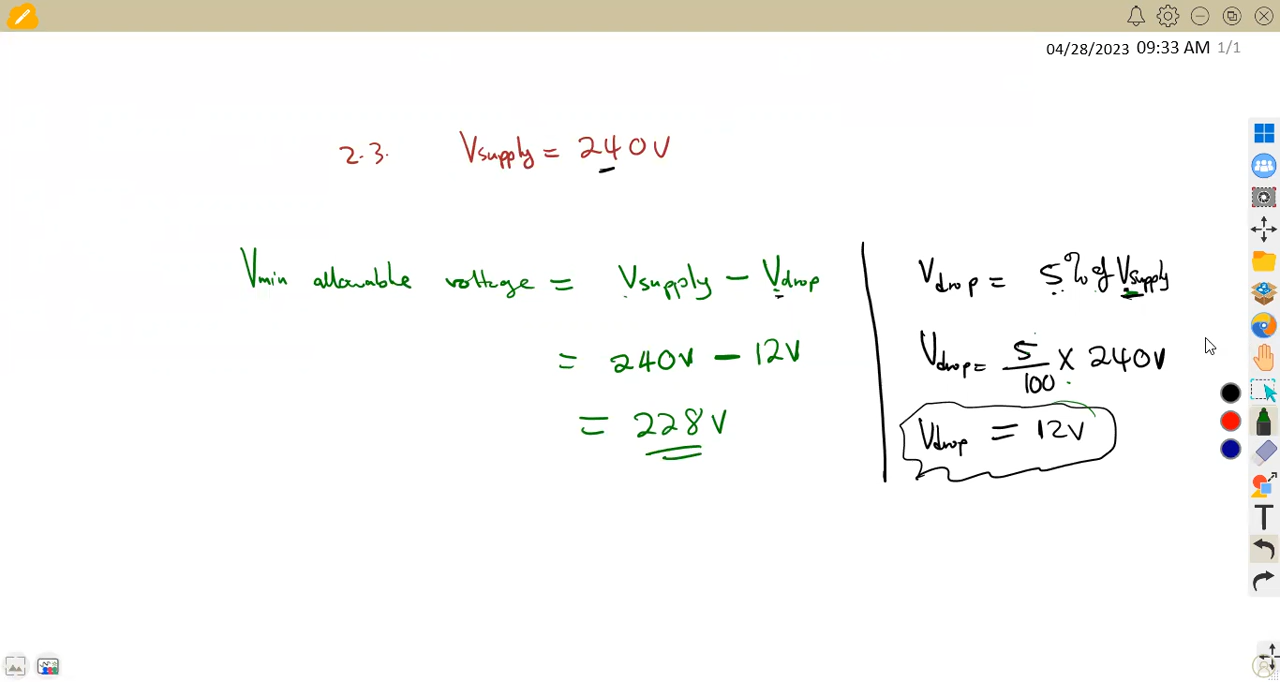 04/28/2023 09:33 AM 1/1
2.3. Vsupply = 240V
Vmin allowable voltage = Vsupply - Vdrop
= 240V - 12V
= 228V
Vdrop = 5% of Vsupply
Vdrop = 5/100 x 240V
Vdrop = 12V
T